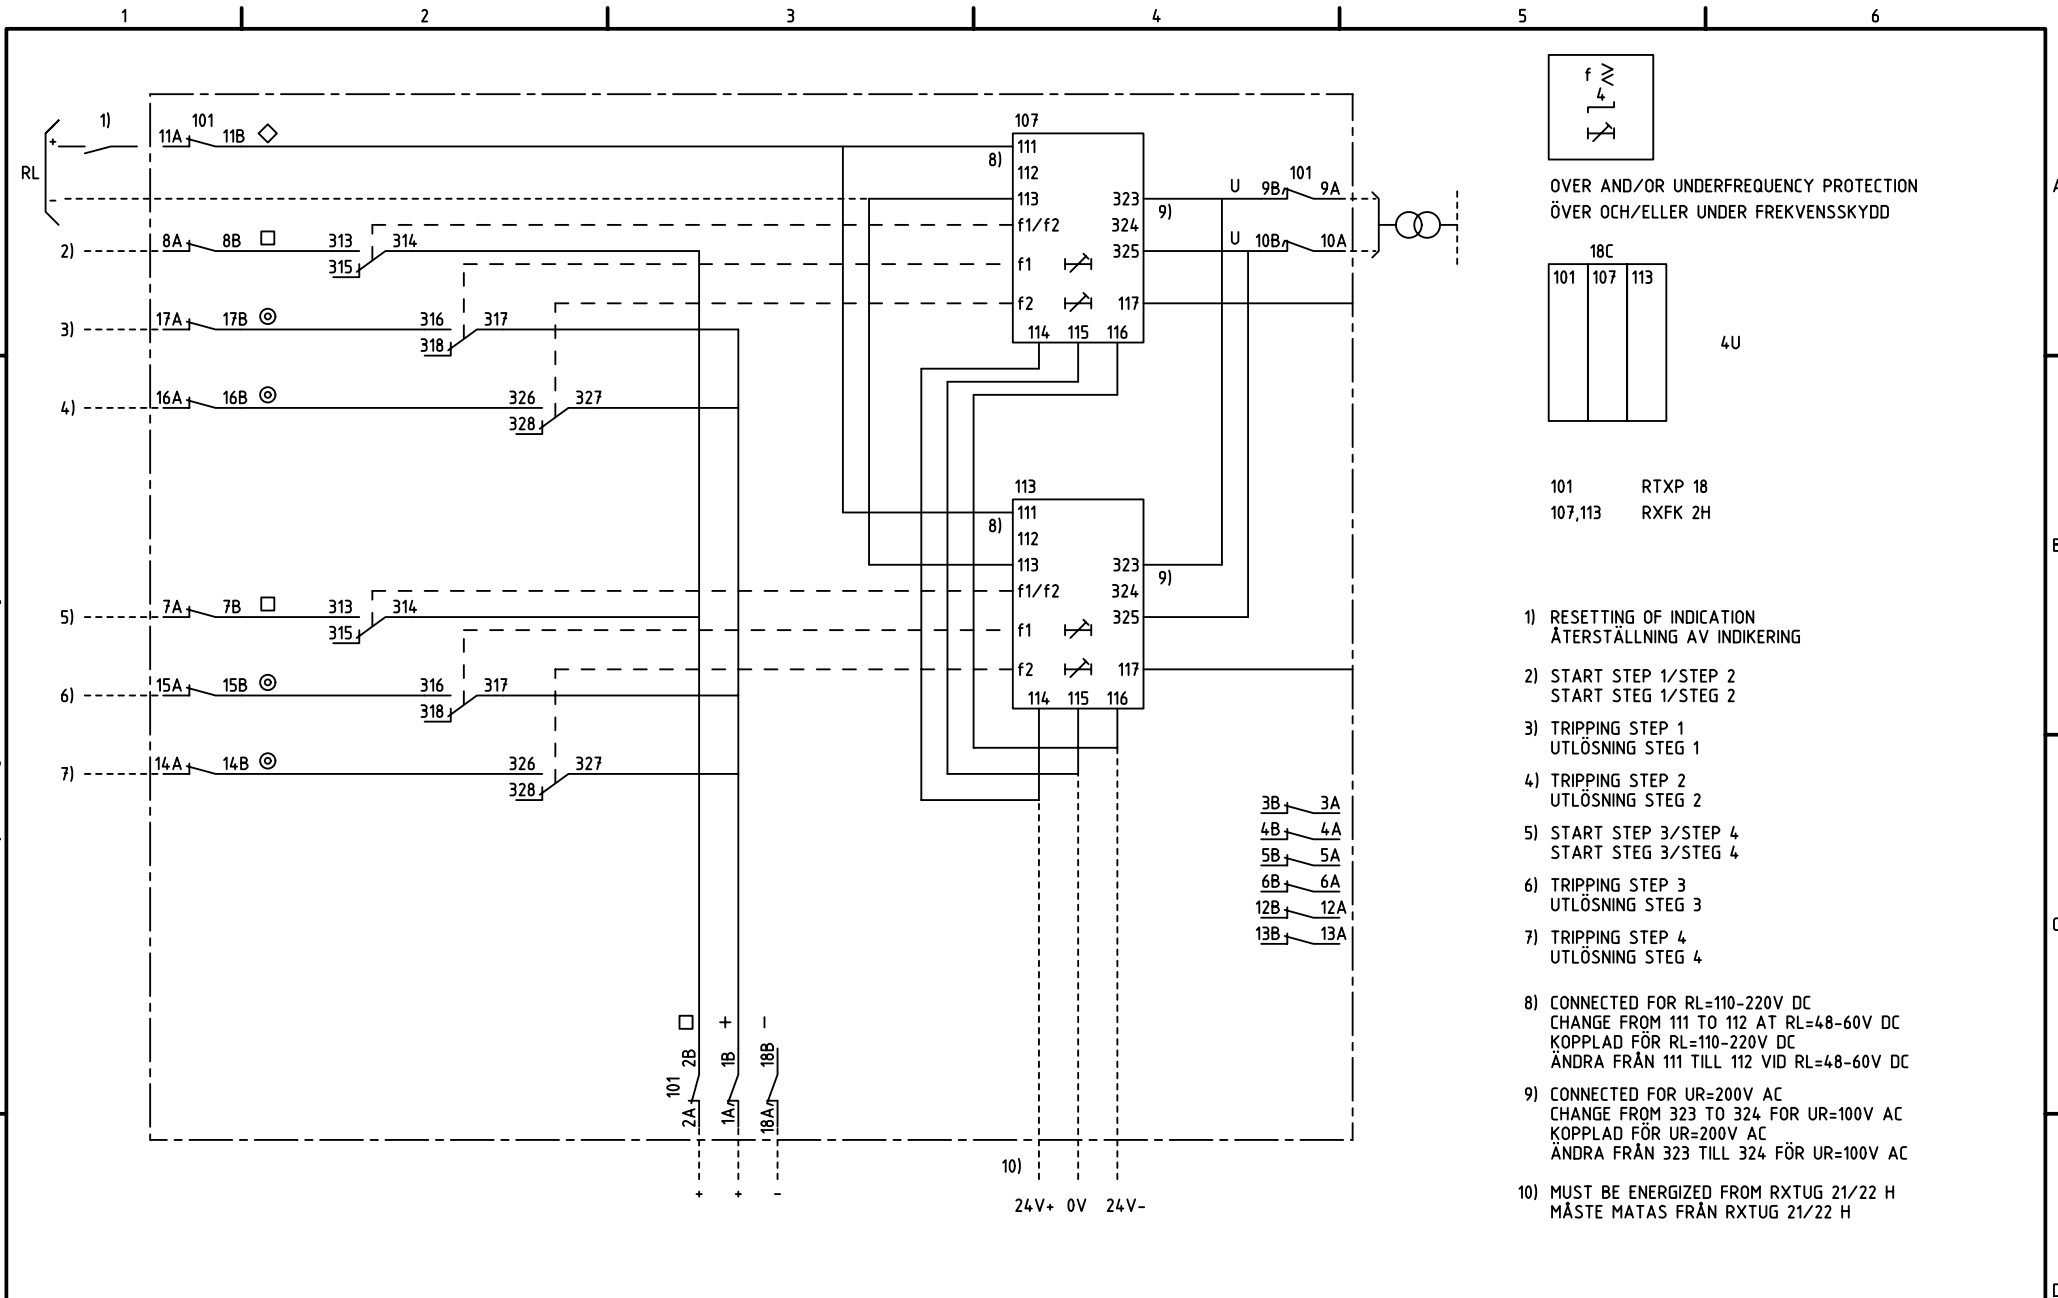 1 2 3 4 5 6
1) 101
11A 11B
RL
+
-
2) 8A 8B 313 314
315
3) 17A 17B 316 317
318
4) 16A 16B 326 327
328
107
8) 111
112
113 323
f1/f2 324
f1 325
f2 117
114 115 116
9)
U 9B 101 9A
U 10B 10A
113
8) 111
112
113 323
f1/f2 324
f1 325
f2 117
114 115 116
9)
5) 7A 7B 313 314
315
6) 15A 15B 316 317
318
7) 14A 14B 326 327
328
3B 3A
4B 4A
5B 5A
6B 6A
12B 12A
13B 13A
+ -
101 2B 1B 18B
2A 1A 18A
+ + -
10)
24V+ 0V 24V-
f
4
OVER AND/OR UNDERFREQUENCY PROTECTION
ÖVER OCH/ELLER UNDER FREKVENSSKYDD
18C
101 107 113
4U
101 RTXP 18
107,113 RXFK 2H
1) RESETTING OF INDICATION
ÅTERSTÄLLNING AV INDIKERING
2) START STEP 1/STEP 2
START STEG 1/STEG 2
3) TRIPPING STEP 1
UTLÖSNING STEG 1
4) TRIPPING STEP 2
UTLÖSNING STEG 2
5) START STEP 3/STEP 4
START STEG 3/STEG 4
6) TRIPPING STEP 3
UTLÖSNING STEG 3
7) TRIPPING STEP 4
UTLÖSNING STEG 4
8) CONNECTED FOR RL=110-220V DC
CHANGE FROM 111 TO 112 AT RL=48-60V DC
KOPPLAD FÖR RL=110-220V DC
ÄNDRA FRÅN 111 TILL 112 VID RL=48-60V DC
9) CONNECTED FOR UR=200V AC
CHANGE FROM 323 TO 324 FOR UR=100V AC
KOPPLAD FÖR UR=200V AC
ÄNDRA FRÅN 323 TILL 324 FÖR UR=100V AC
10) MUST BE ENERGIZED FROM RXTUG 21/22 H
MÅSTE MATAS FRÅN RXTUG 21/22 H